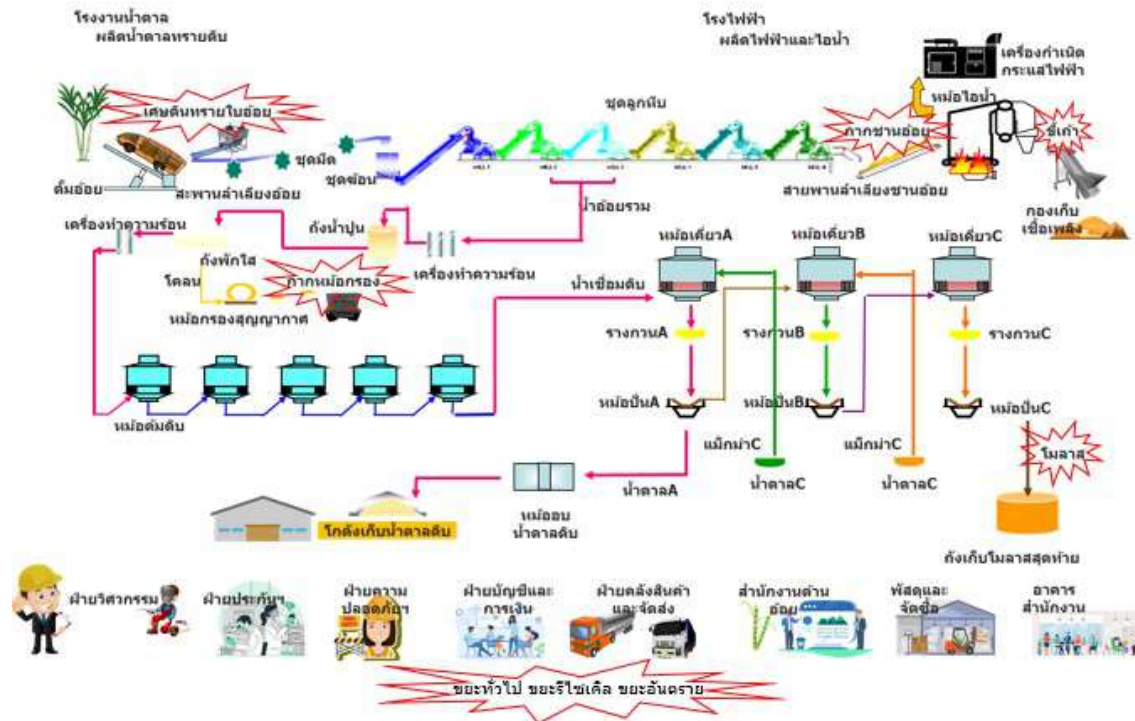 โรงงานน้ำตาล
ผลิตน้ำตาลทรายดิบ
โรงไฟฟ้า
ผลิตไฟฟ้าและไอน้ำ
เครื่องกำเนิด
กระแสไฟฟ้า
เศษดินทรายใบอ้อย
ชุดลูกหีบ
หม้อไอน้ำ
กากชานอ้อย
ขี้เถ้า
ชุดมีด
ชุดซ้อน
ดั๊มอ้อย
สะพานลำเลียงอ้อย
สายพานลำเลียงชานอ้อย
น้ำอ้อยรวม
กองเก็บ
เชื้อเพลิง
เครื่องทำความร้อน
ถังน้ำปูน
ถังพักใส
เครื่องทำความร้อน
หม้อเคี่ยวA
หม้อเคี่ยวB
หม้อเคี่ยวC
โคลน
กากหม้อกรอง
น้ำเชื่อมดิบ
หม้อกรองสุญญากาศ
รางกวนA
รางกวนB
รางกวนC
หม้อต้มดิบ
หม้อปั่นA
หม้อปั่นB
หม้อปั่นC
แม็กม่าC
แม็กม่าC
โมลาส
น้ำตาลA
น้ำตาลC
น้ำตาลC
หม้ออบ
น้ำตาลดิบ
โกดังเก็บน้ำตาลดิบ
ถังเก็บโมลาสสุดท้าย
ฝ่ายวิศวกรรม
ฝ่ายประกันฯ
ฝ่ายความ
ปลอดภัยฯ
ฝ่ายบัญชีและ
การเงิน
ฝ่ายคลังสินค้า
และจัดส่ง
สำนักงานด้าน
อ้อย
พัสดุและ
จัดซื้อ
อาคาร
สำนักงาน
ขยะทั่วไป ขยะรีไซเคิล ขยะอันตราย